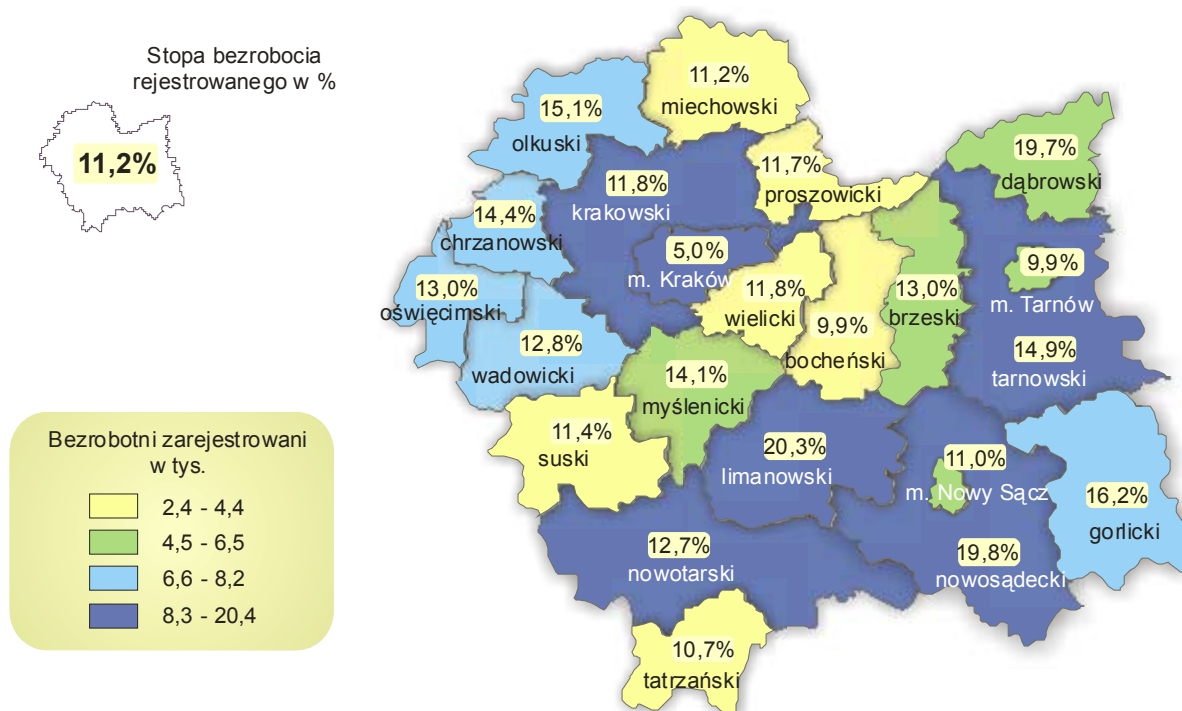 Stopa bezrobocia
rejestrowanego w %
11,2%
11,2%
miechowski
15,1%
olkuski
11,7%
proszowicki
19,7%
dąbrowski
11,8%
krakowski
14,4%
chrzanowski
5,0%
m. Kraków
9,9%
m. Tarnów
13,0%
oświęcimski
11,8%
wielicki
13,0%
brzeski
9,9%
bocheński
12,8%
wadowicki
14,9%
tarnowski
14,1%
myślenicki
11,4%
suski
20,3%
limanowski
11,0%
m. Nowy Sącz
16,2%
gorlicki
12,7%
nowotarski
19,8%
nowosądecki
10,7%
tatrzański
Bezrobotni zarejestrowani
w tys.
2,4 - 4,4
4,5 - 6,5
6,6 - 8,2
8,3 - 20,4